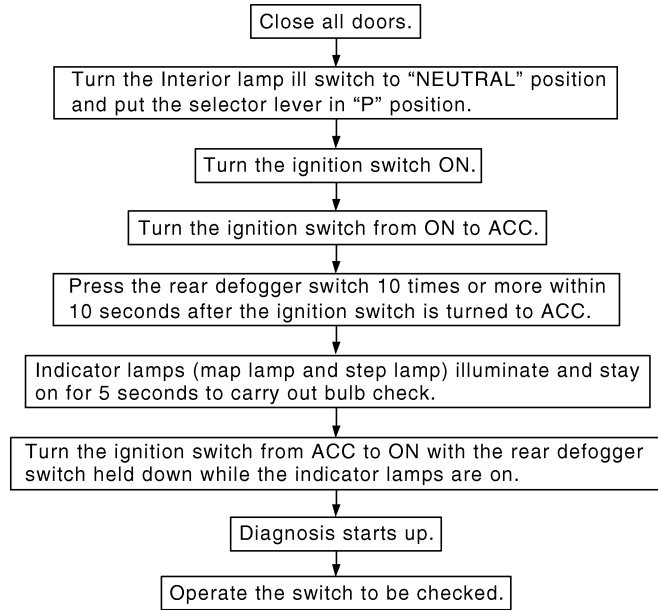 Close all doors.
Turn the Interior lamp ill switch to “NEUTRAL” position
and put the selector lever in “P” position.
Turn the ignition switch ON.
Turn the ignition switch from ON to ACC.
Press the rear defogger switch 10 times or more within
10 seconds after the ignition switch is turned to ACC.
Indicator lamps (map lamp and step lamp) illuminate and stay
on for 5 seconds to carry out bulb check.
Turn the ignition switch from ACC to ON with the rear defogger
switch held down while the indicator lamps are on.
Diagnosis starts up.
Operate the switch to be checked.